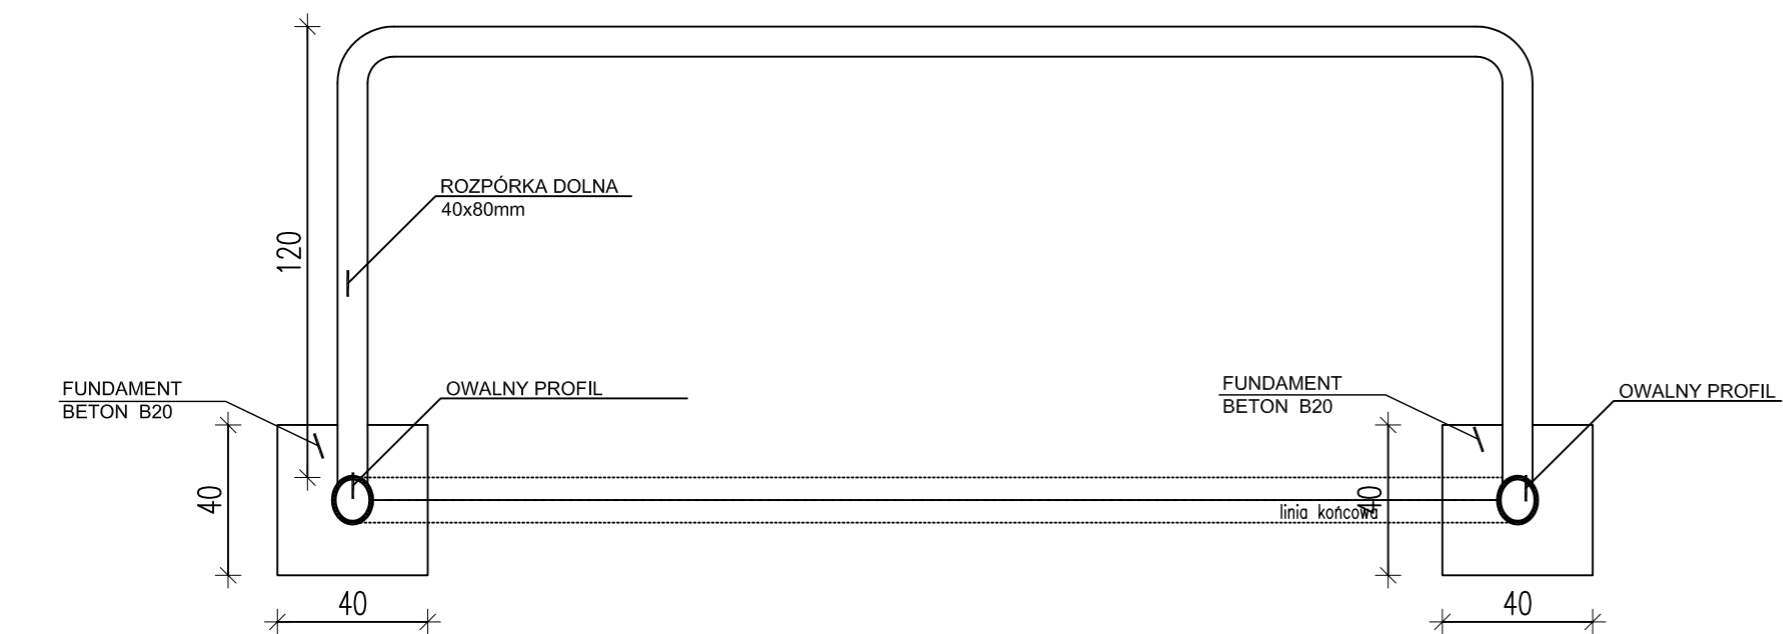 ROZPÓRKA DOLNA
40x80mm
120
FUNDAMENT
BETON B20
OWALNY PROFIL
FUNDAMENT
BETON B20
OWALNY PROFIL
40
40
linia końcowa
40
40